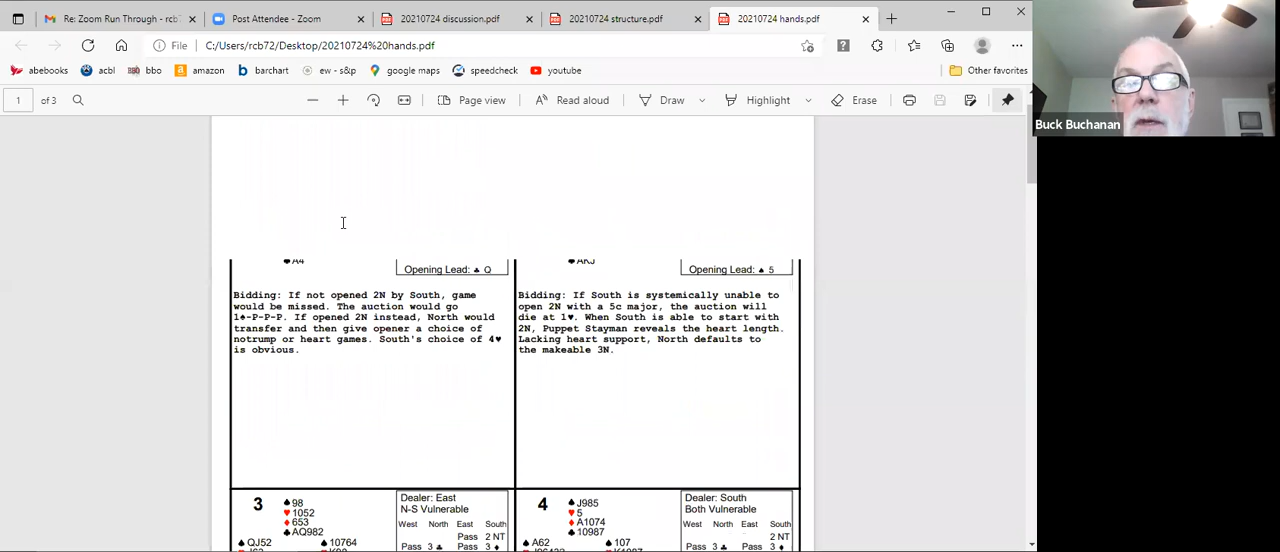 Re: Zoom Run Through - rcb7
Post Attendee - Zoom
20210724 discussion.pdf
20210724 structure.pdf
20210724 hands.pdf
File
C:/Users/rcb72/Desktop/20210724%20hands.pdf
abebooks
acbl
bbo
amazon
barchart
ew - s&p
google maps
speedcheck
youtube
Other favorites
1 of 3
Page view
Read aloud
Draw
Highlight
Erase
Buck Buchanan
♠A4
Opening Lead: ♣ Q
Bidding: If not opened 2N by South, game
would be missed. The auction would go
1♠-P-P-P. If opened 2N instead, North would
transfer and then give opener a choice of
notrump or heart games. South's choice of 4♥
is obvious.
Opening Lead: ♠ 5
Bidding: If South is systemically unable to
open 2N with a 5c major, the auction will
die at 1♥. When South is able to start with
2N, Puppet Stayman reveals the heart length.
Lacking heart support, North defaults to
the makeable 3N.
3
♠98
♥1052
♦653
♣AQ982
♠QJ52
♠10764
Dealer: East
N-S Vulnerable
West North East South
Pass 2 NT
Pass 3 ♣ Pass 3 ♦
4
♠J985
♥5
♦A1074
♣10987
♠A62
♠107
Dealer: South
Both Vulnerable
West North East South
2 NT
Pass 3 ♣ Pass 3 ♦